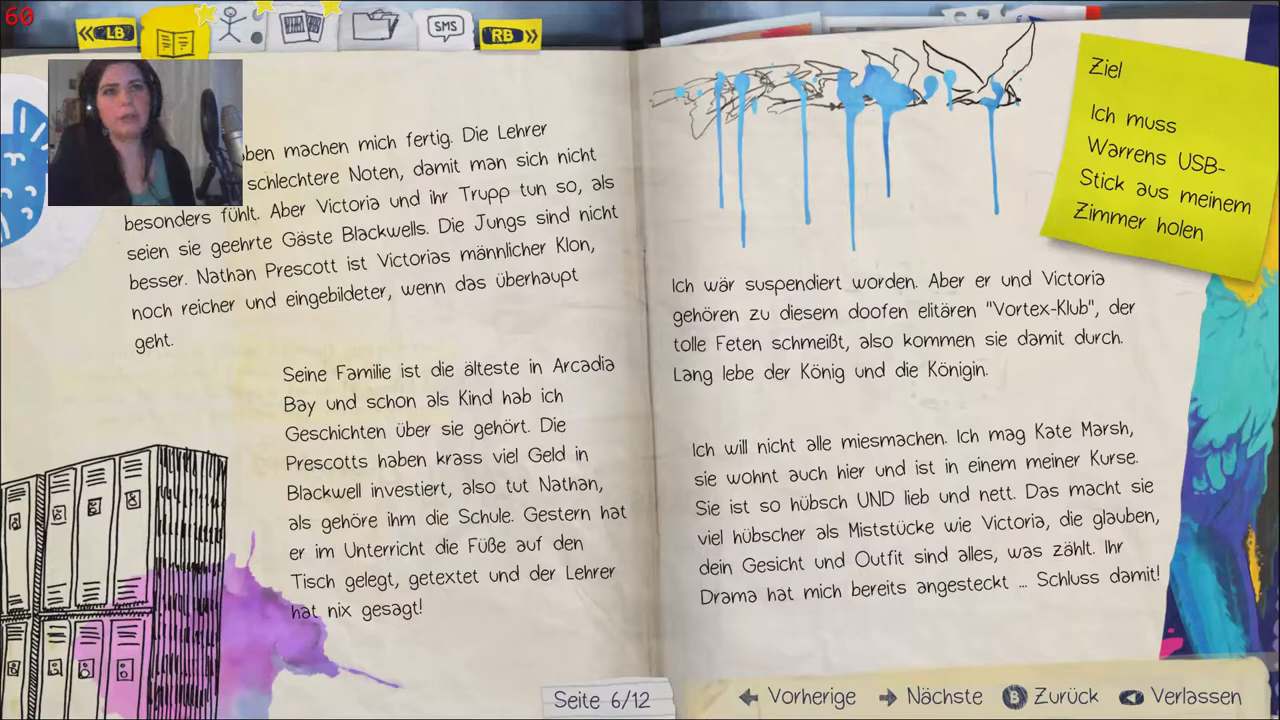 60
LB
SMS
RB
ben machen mich fertig. Die Lehrer
schlechtere Noten, damit man sich nicht
besonders fühlt. Aber Victoria und ihr Trupp tun so, als
seien sie geehrte Gäste Blackwells. Die Jungs sind nicht
besser. Nathan Prescott ist Victorias männlicher Klon,
noch reicher und eingebildeter, wenn das überhaupt
geht.
Seine Familie ist die älteste in Arcadia
Bay und schon als Kind hab ich
Geschichten über sie gehört. Die
Prescotts haben krass viel Geld in
Blackwell investiert, also tut Nathan,
als gehöre ihm die Schule. Gestern hat
er im Unterricht die Füße auf den
Tisch gelegt, getextet und der Lehrer
hat nix gesagt!
Ich wär suspendiert worden. Aber er und Victoria
gehören zu diesem doofen elitären "Vortex-Klub", der
tolle Feten schmeißt, also kommen sie damit durch.
Lang lebe der König und die Königin.
Ich will nicht alle miesmachen. Ich mag Kate Marsh,
sie wohnt auch hier und ist in einem meiner Kurse.
Sie ist so hübsch UND lieb und nett. Das macht sie
viel hübscher als Miststücke wie Victoria, die glauben,
dein Gesicht und Outfit sind alles, was zählt. Ihr
Drama hat mich bereits angesteckt ... Schluss damit!
Ziel
Ich muss
Warrens USB-
Stick aus meinem
Zimmer holen
Seite 6/12
Vorherige Nächste B Zurück Verlassen